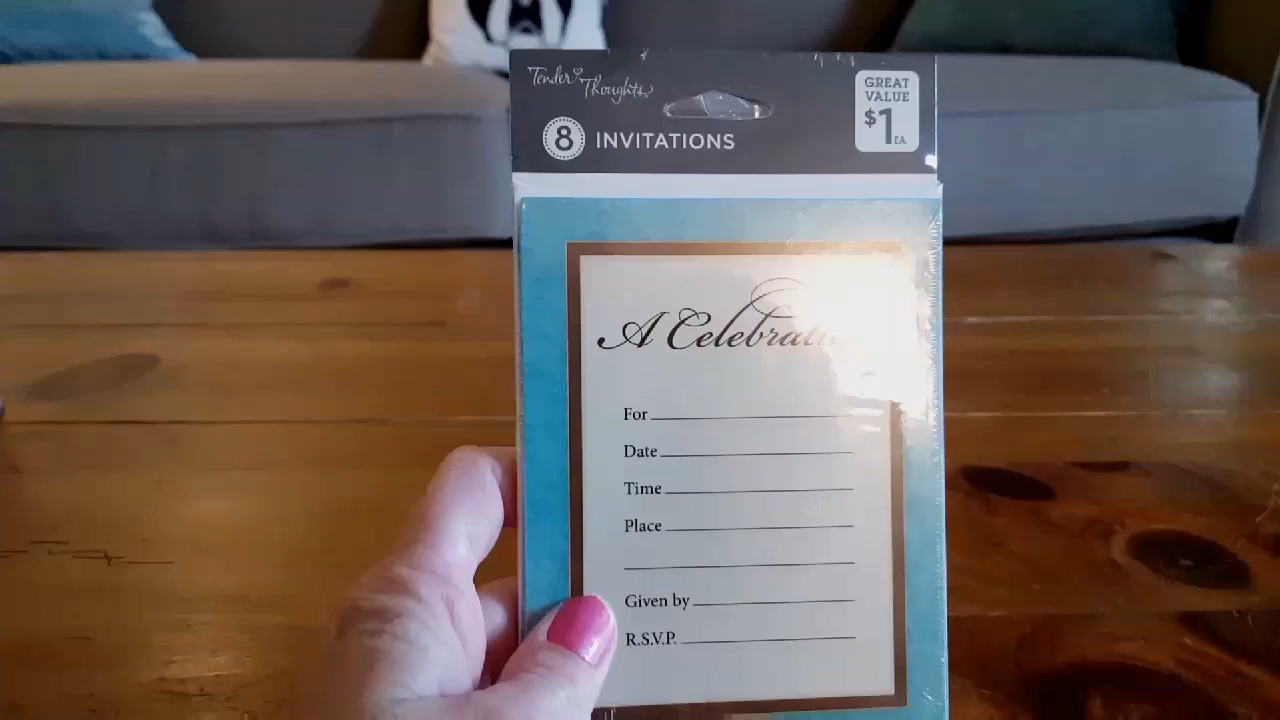 Tender Thoughts
8 INVITATIONS
GREAT
VALUE
$1 EA
A
For
Date
Time
Place
Given by
R.S.V.P.